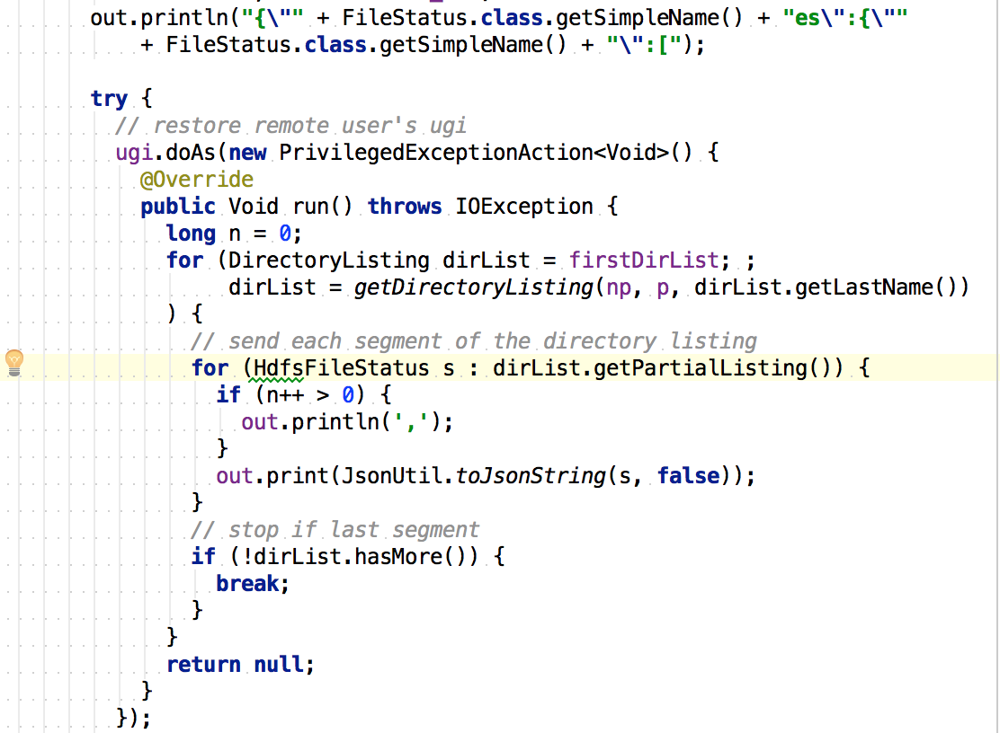 out.println("{\"" + FileStatus.class.getSimpleName() + "es\":{\""
+ FileStatus.class.getSimpleName() + "\":[");
try {
// restore remote user's ugi
ugi.doAs(new PrivilegedExceptionAction<Void>() {
@Override
public Void run() throws IOException {
long n = 0;
for (DirectoryListing dirList = firstDirList; ;
dirList = getDirectoryListing(np, p, dirList.getLastName())
) {
// send each segment of the directory listing
for (HdfsFileStatus s : dirList.getPartialListing()) {
if (n++ > 0) {
out.println(',');
}
out.print(JsonUtil.toJsonString(s, false));
}
// stop if last segment
if (!dirList.hasMore()) {
break;
}
}
return null;
}
});